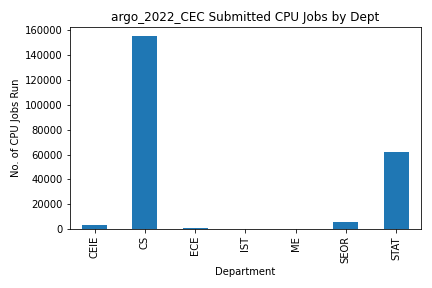 argo_2022_CEC Submitted CPU Jobs by Dept
No. of CPU Jobs Run
160000
140000
120000
100000
80000
60000
40000
20000
0
CEIE
CS
ECE
IST
ME
SEOR
STAT
Department